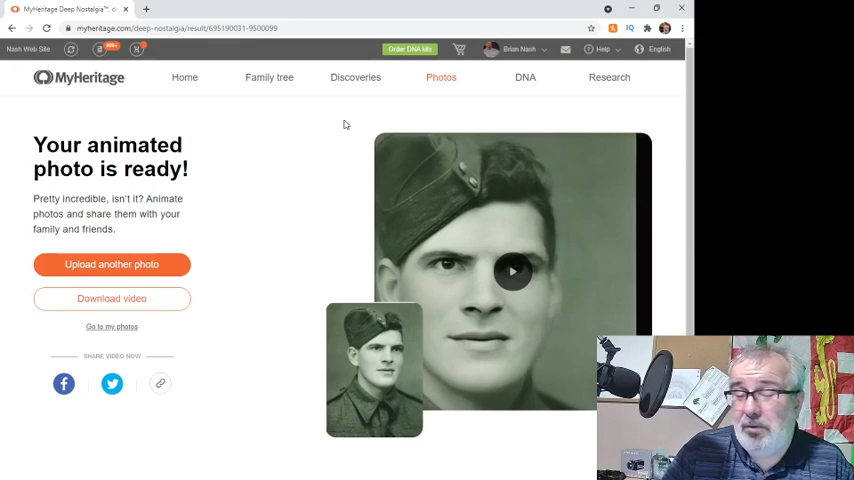 MyHeritage Deep Nostalgia™, d
myheritage.com/deep-nostalgia/result/695190031-9500099
Nash Web Site
Order DNA kits
Brian Nash
Help
English
MyHeritage
Home
Family tree
Discoveries
Photos
DNA
Research
Your animated
photo is ready!
Pretty incredible, isn't it? Animate
photos and share them with your
family and friends.
Upload another photo
Download video
Go to my photos
SHARE VIDEO NOW